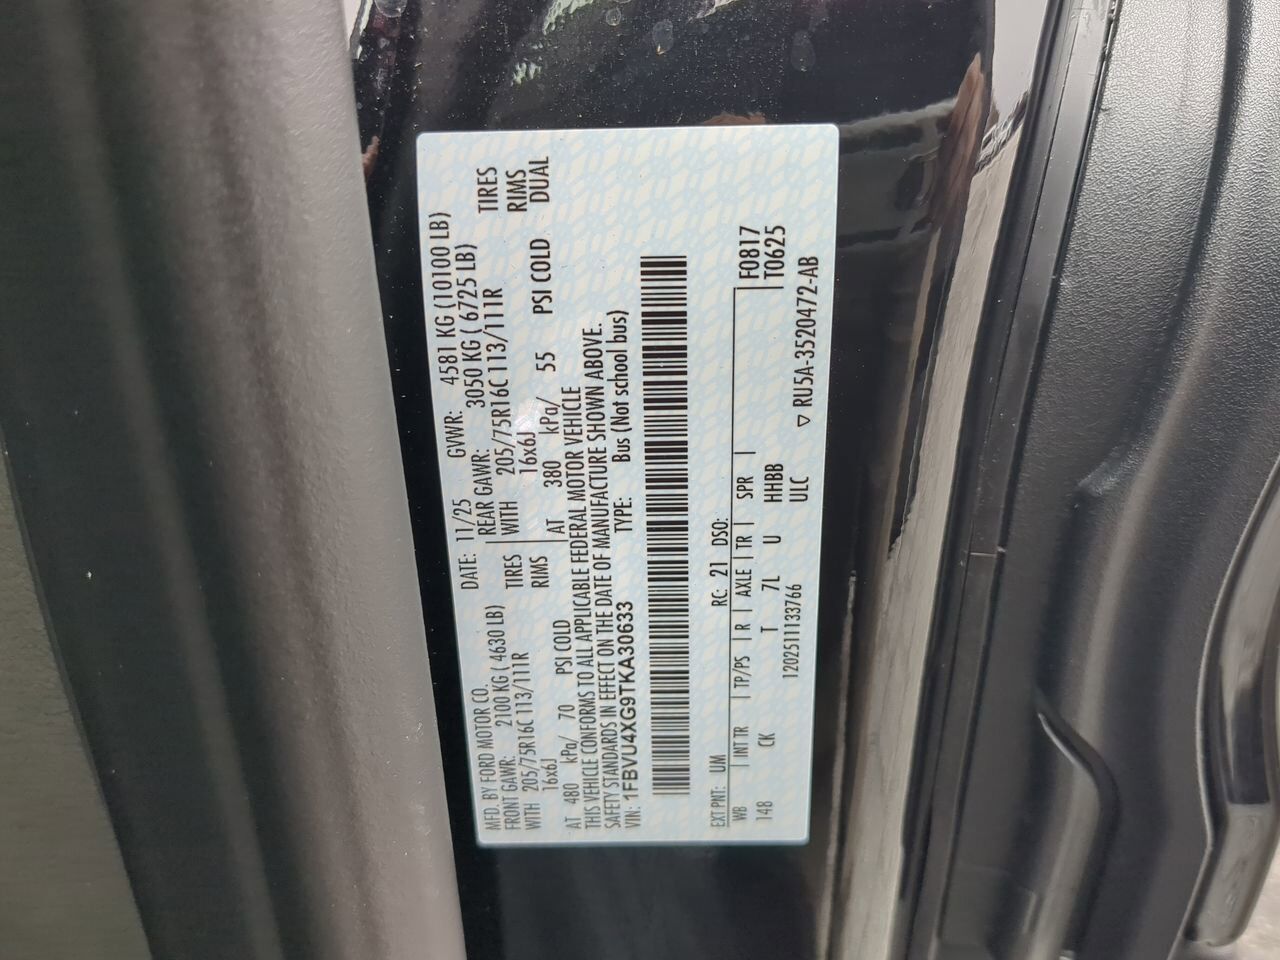 MFD. BY FORD MOTOR CO. DATE: 11/25 GVWR: 4581 KG (10100 LB)
FRONT GAWR: 2100 KG ( 4630 LB) REAR GAWR: 3050 KG ( 6725 LB)
WITH 205/75R16C 113/111R TIRES WITH 205/75R16C 113/111R TIRES
16x6J RIMS 16x6J RIMS
AT 480 kPa/ 70 PSI COLD AT 380 kPa/ 55 PSI COLD DUAL
THIS VEHICLE CONFORMS TO ALL APPLICABLE FEDERAL MOTOR VEHICLE
SAFETY STANDARDS IN EFFECT ON THE DATE OF MANUFACTURE SHOWN ABOVE.
VIN: 1FBVU4XG9TKA30633 TYPE: Bus (Not school bus)
EXT PNT: UM RC: 21 DSO: F0817
WB | INT TR | TP/PS | R | AXLE | TR | SPR | T0625
148 CK T 7L U HHBB
1202511133766 ULC ▽ RU5A-3520472-AB